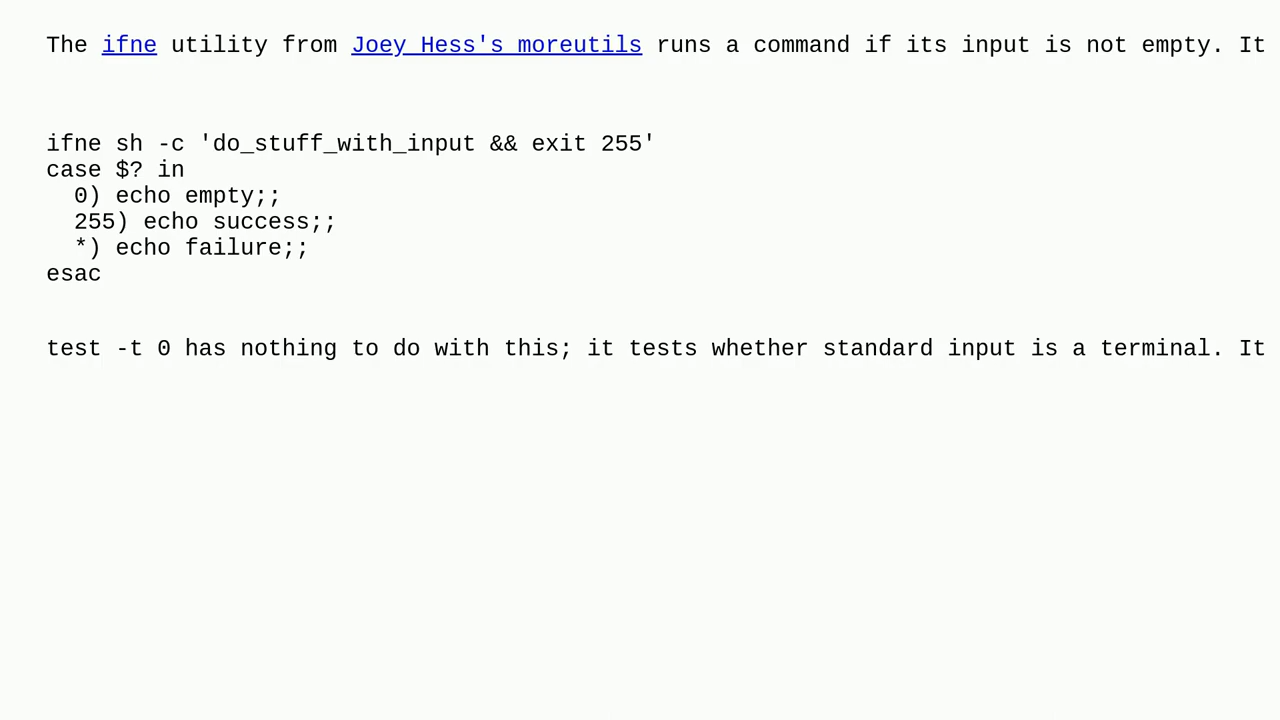 The ifne utility from Joey Hess's moreutils runs a command if its input is not empty. It
ifne sh -c 'do_stuff_with_input && exit 255'
case $? in
  0) echo empty;;
  255) echo success;;
  *) echo failure;;
esac
test -t 0 has nothing to do with this; it tests whether standard input is a terminal. It